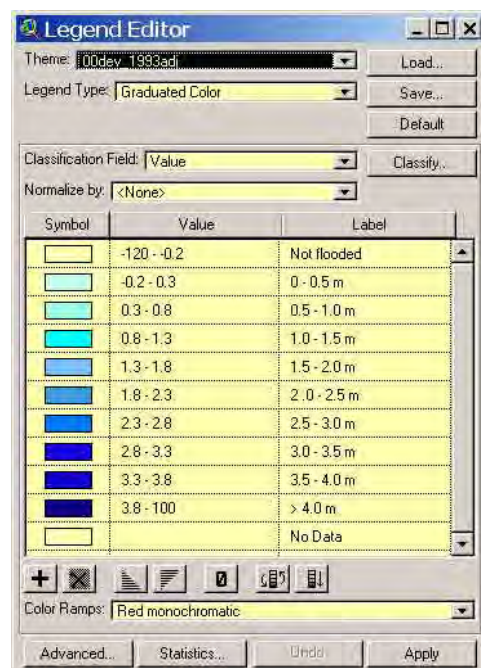 Legend Editor
Theme: 00dev_1993adj
Load...
Legend Type: Graduated Color
Save...
Default
Classification Field: Value
Classify...
Normalize by: <None>
Symbol Value Label
-120 - -0.2 Not flooded
-0.2 - 0.3 0 - 0.5 m
0.3 - 0.8 0.5 - 1.0 m
0.8 - 1.3 1.0 - 1.5 m
1.3 - 1.8 1.5 - 2.0 m
1.8 - 2.3 2 .0 - 2.5 m
2.3 - 2.8 2.5 - 3.0 m
2.8 - 3.3 3.0 - 3.5 m
3.3 - 3.8 3.5 - 4.0 m
3.8 - 100 > 4.0 m
No Data
Color Ramps: Red monochromatic
Advanced... Statistics... Undo Apply